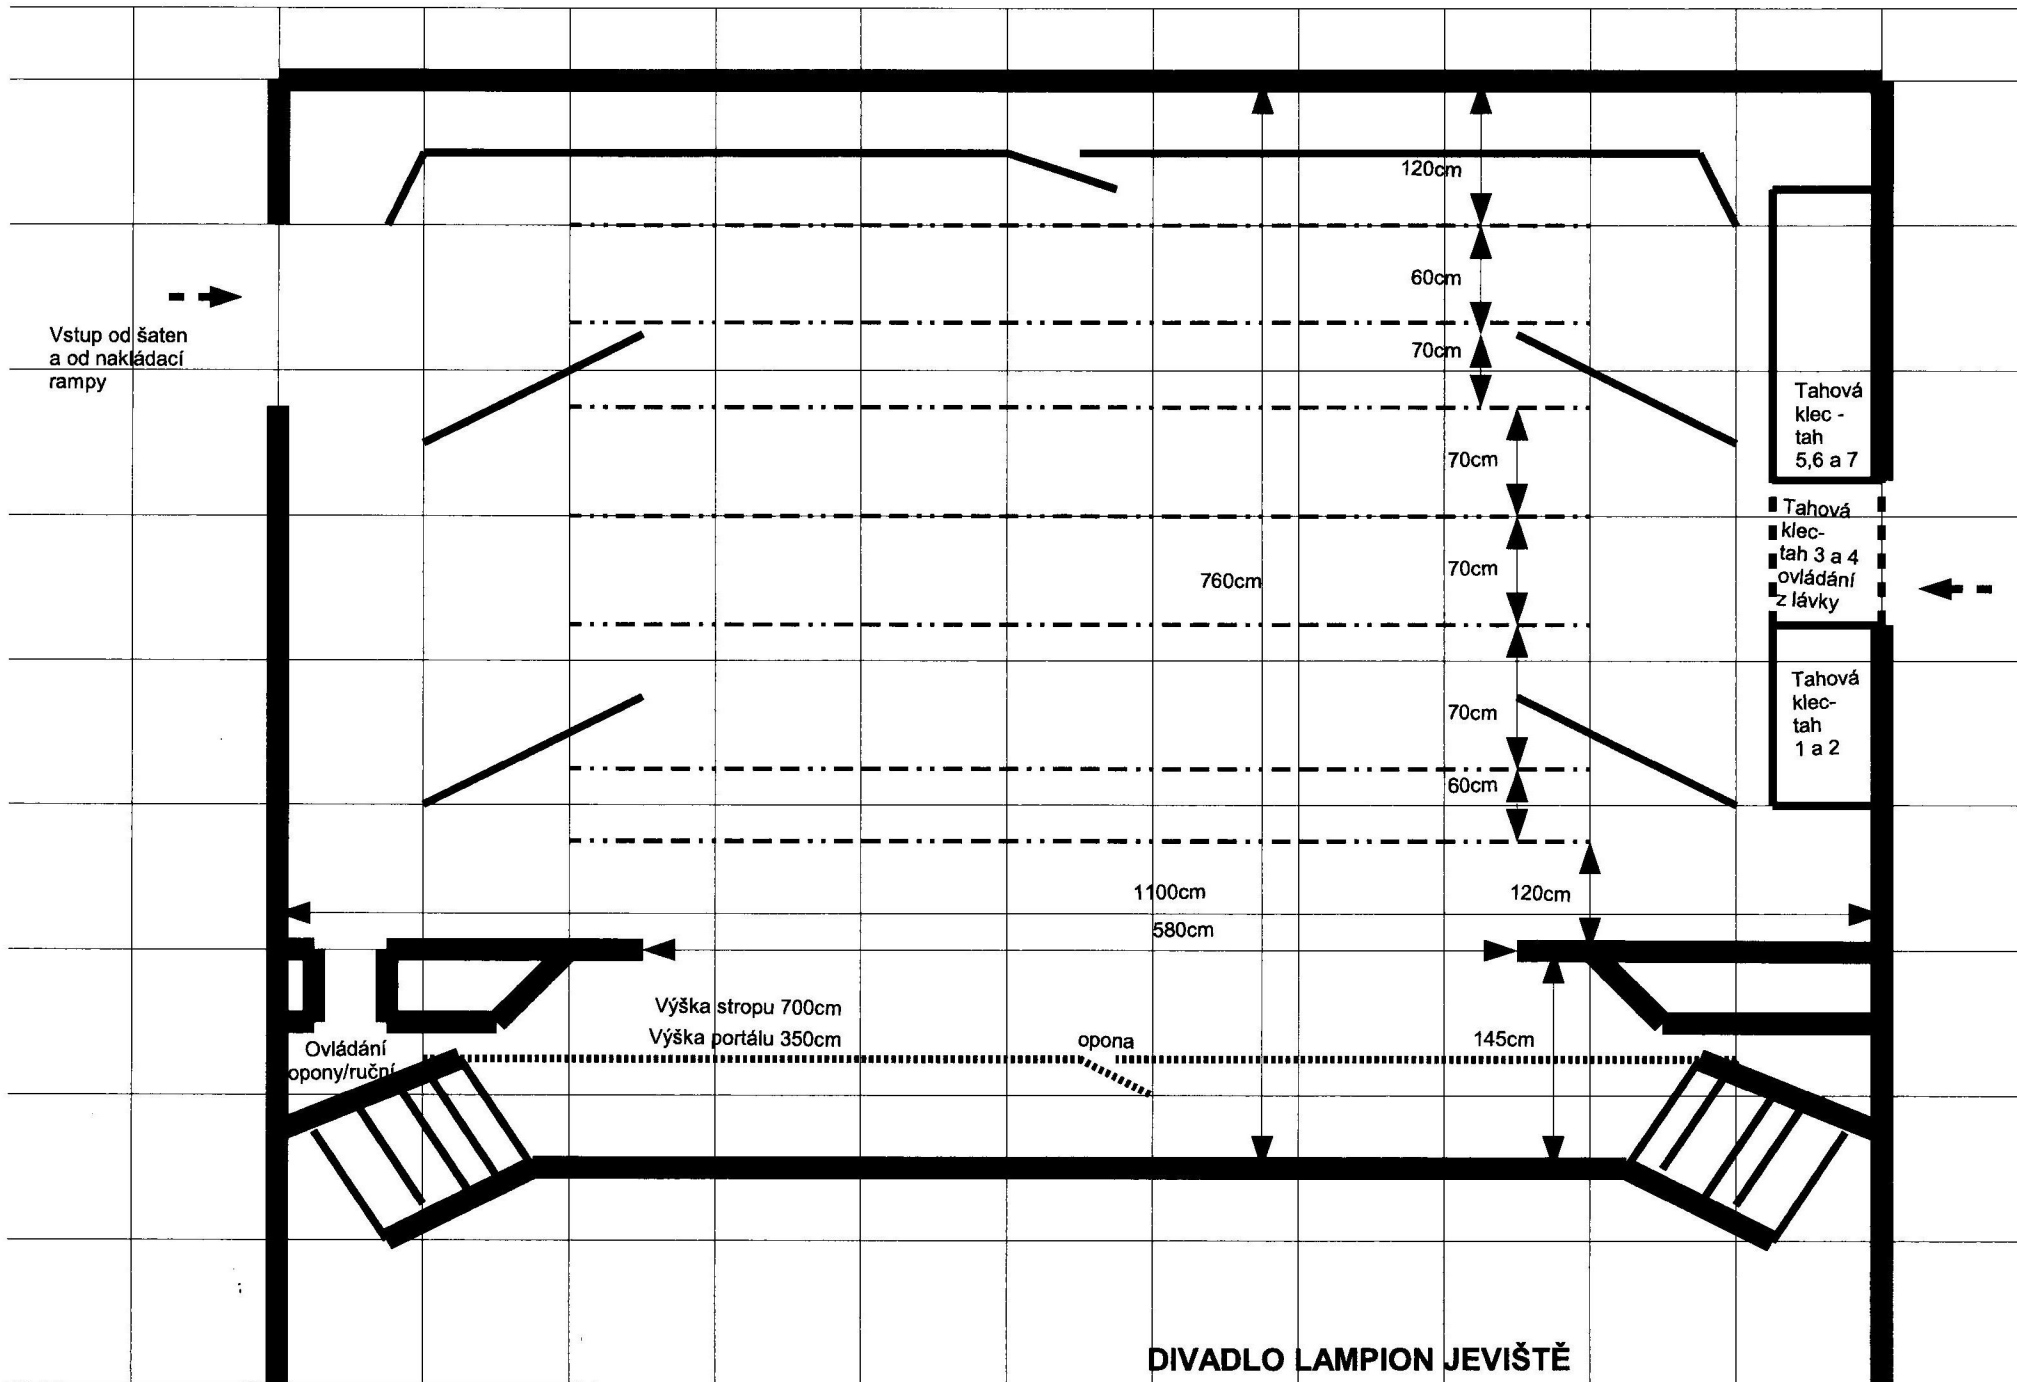 120cm
60cm
Vstup od šaten
a od nakládací
rampy
70cm
Tahová
klec -
tah
5,6 a 7
70cm
Tahová
klec-
tah 3 a 4
ovládání
z lávky
760cm
70cm
Tahová
klec-
tah
1 a 2
70cm
60cm
1100cm
120cm
580cm
Výška stropu 700cm
Výška portálu 350cm
opona
145cm
Ovládání
opony/ruční
DIVADLO LAMPION JEVIŠTĚ